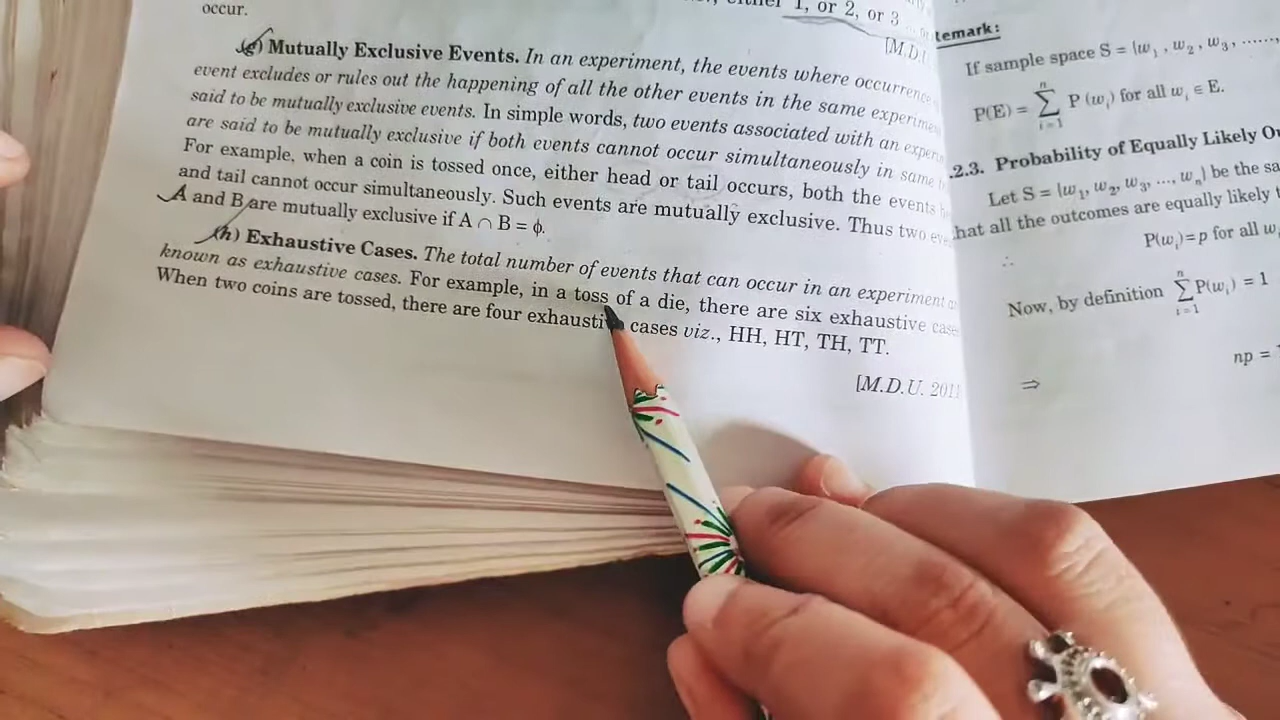 occur.
1, or 2, or 3
[M.D.
(g) Mutually Exclusive Events. In an experiment, the events where occurrence
event excludes or rules out the happening of all the other events in the same
said to be mutually exclusive events. In simple words, two events associated with an
are said to be mutually exclusive if both events cannot occur simultaneously in same
For example, when a coin is tossed once, either head or tail occurs, both the events
and tail cannot occur simultaneously. Such events are mutually exclusive. Thus two
A and B are mutually exclusive if A ∩ B = ϕ.
(h) Exhaustive Cases. The total number of events that can occur in an experiment
known as exhaustive cases. For example, in a toss of a die, there are six exhaustive
When two coins are tossed, there are four cases viz., HH, HT, TH, TT.
[M.D.U. 201
temark:
If sample space S = {w₁ , w₂ , w₃ , ......,
P(E) = ∑ᵢ₌₁ⁿ P (wᵢ) for all wᵢ ∈ E.
.2.3. Probability of Equally Likely
Let S = {w₁, w₂, w₃, ..., wₙ} be the
that all the outcomes are equally likely
∴ P(wᵢ) = p for all
Now, by definition ∑ᵢ₌₁ⁿ P(wᵢ) = 1
⇒ np =